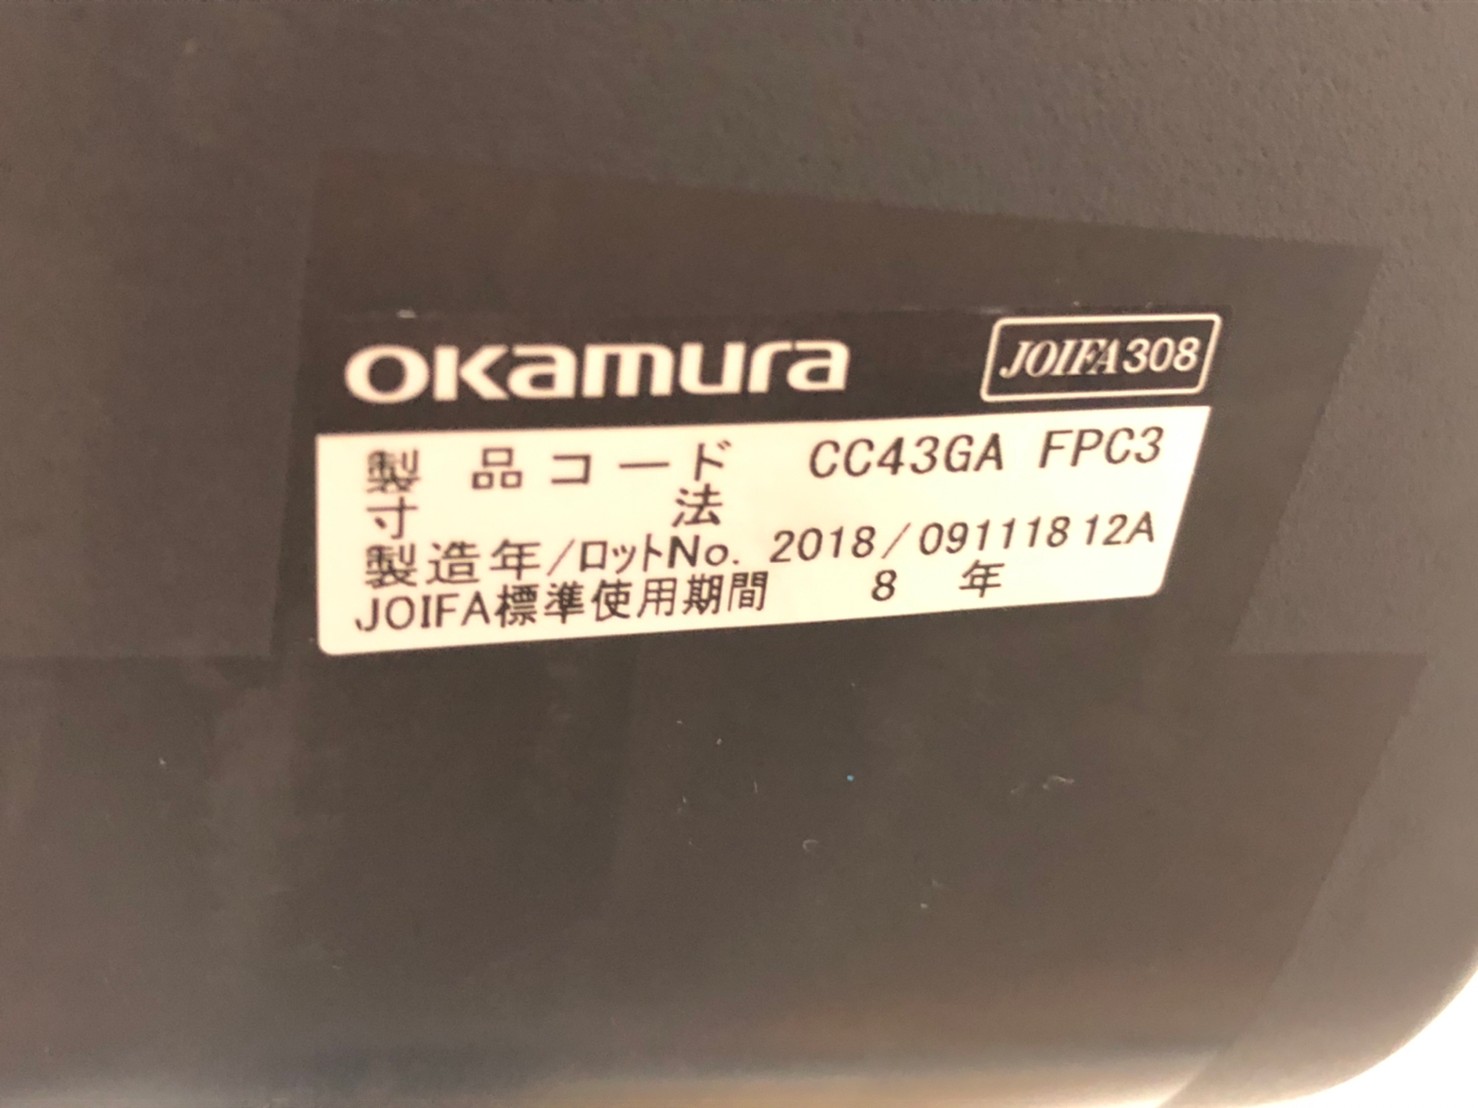 OKamura
JOIFA308
製品コード CC43GA FPC3
寸法
製造年/ロットNo. 2018/09111812A
JOIFA標準使用期間 8年